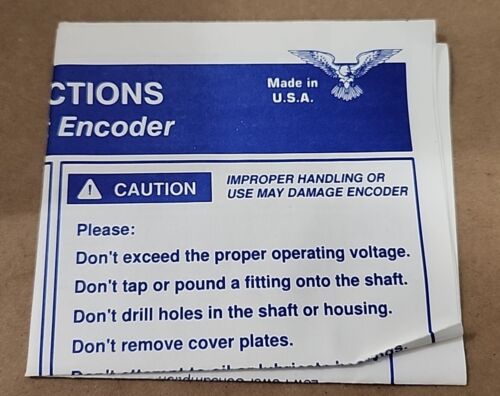 CTIONS
Made in
U.S.A.
Encoder
CAUTION
IMPROPER HANDLING OR
USE MAY DAMAGE ENCODER
Please:
Don't exceed the proper operating voltage.
Don't tap or pound a fitting onto the shaft.
Don't drill holes in the shaft or housing.
Don't remove cover plates.